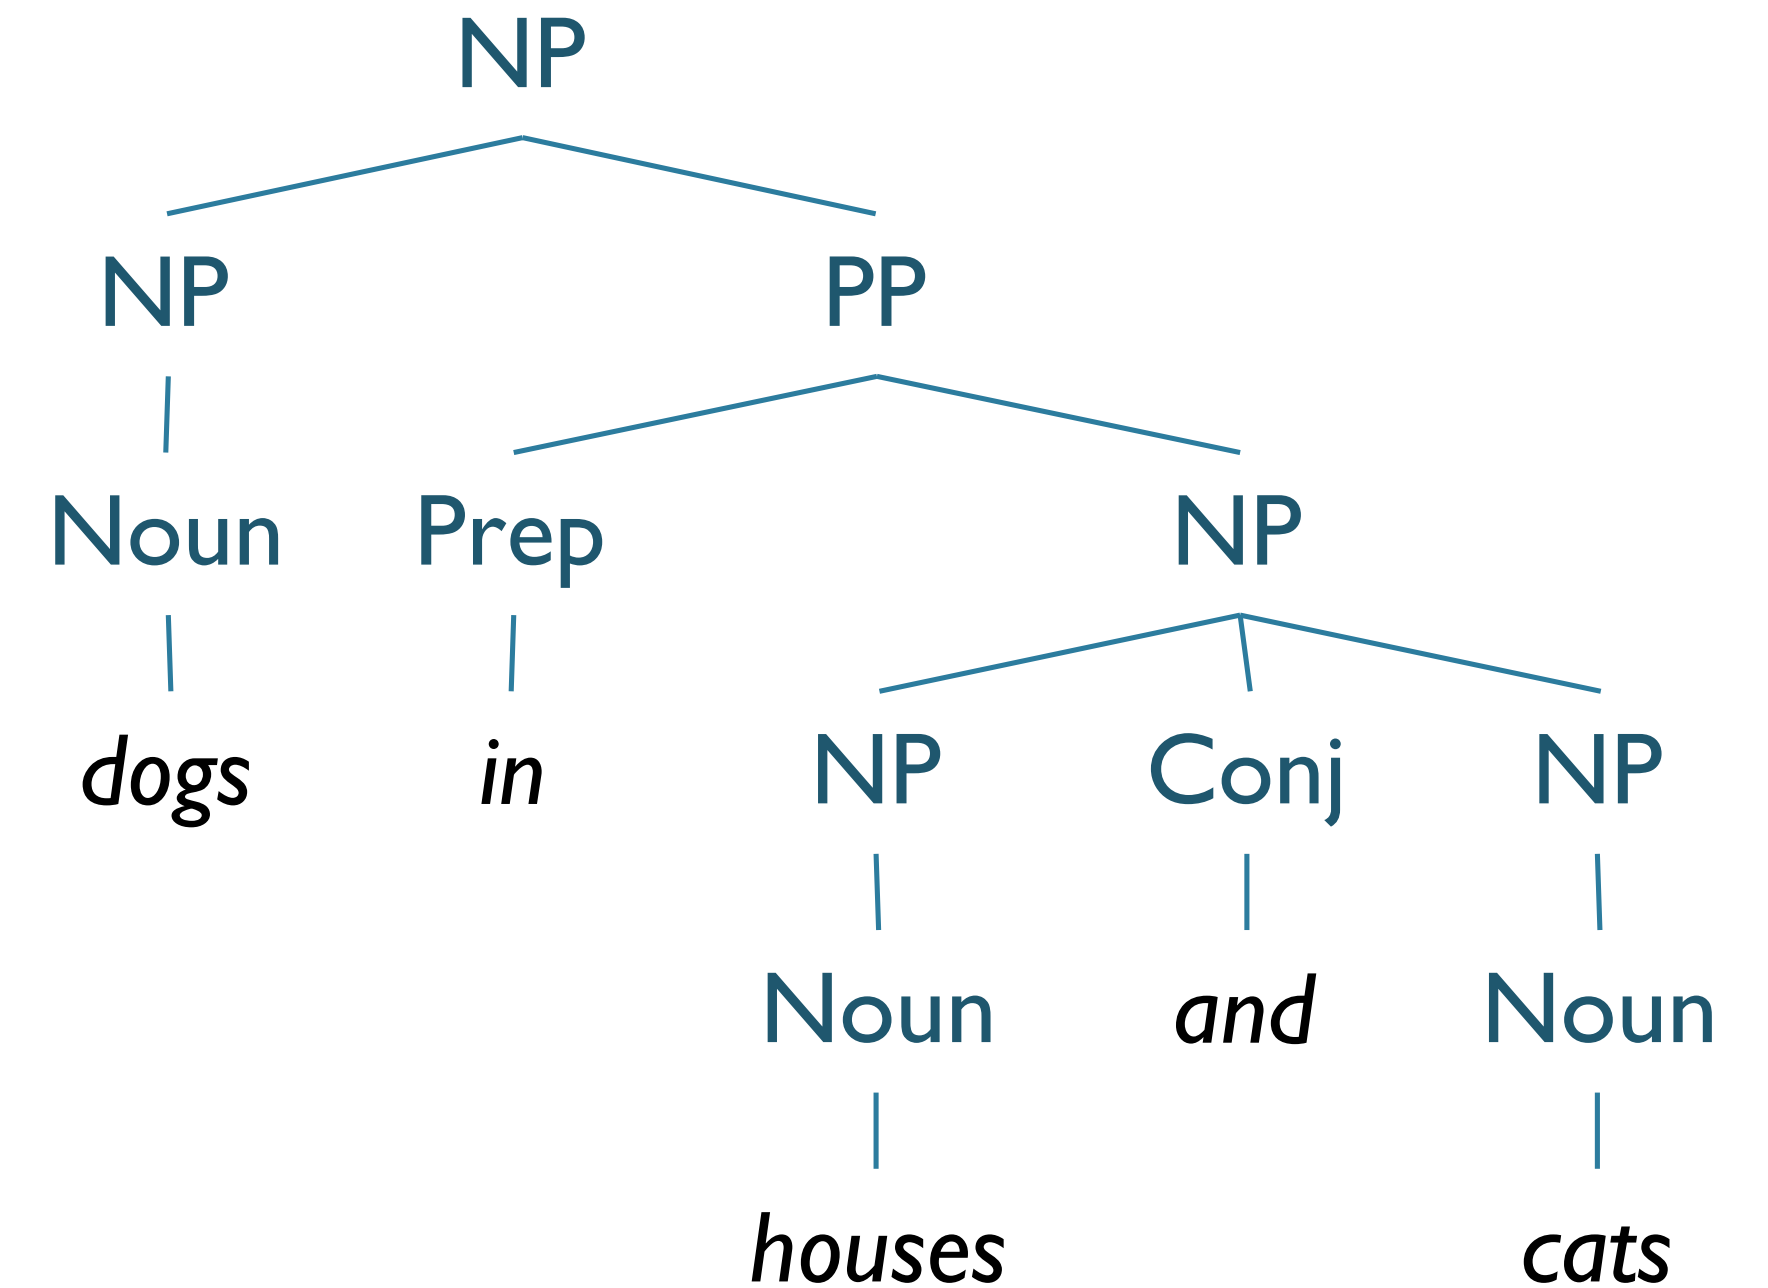 NP
NP PP
Noun Prep NP
dogs in NP Conj NP
Noun and Noun
houses cats